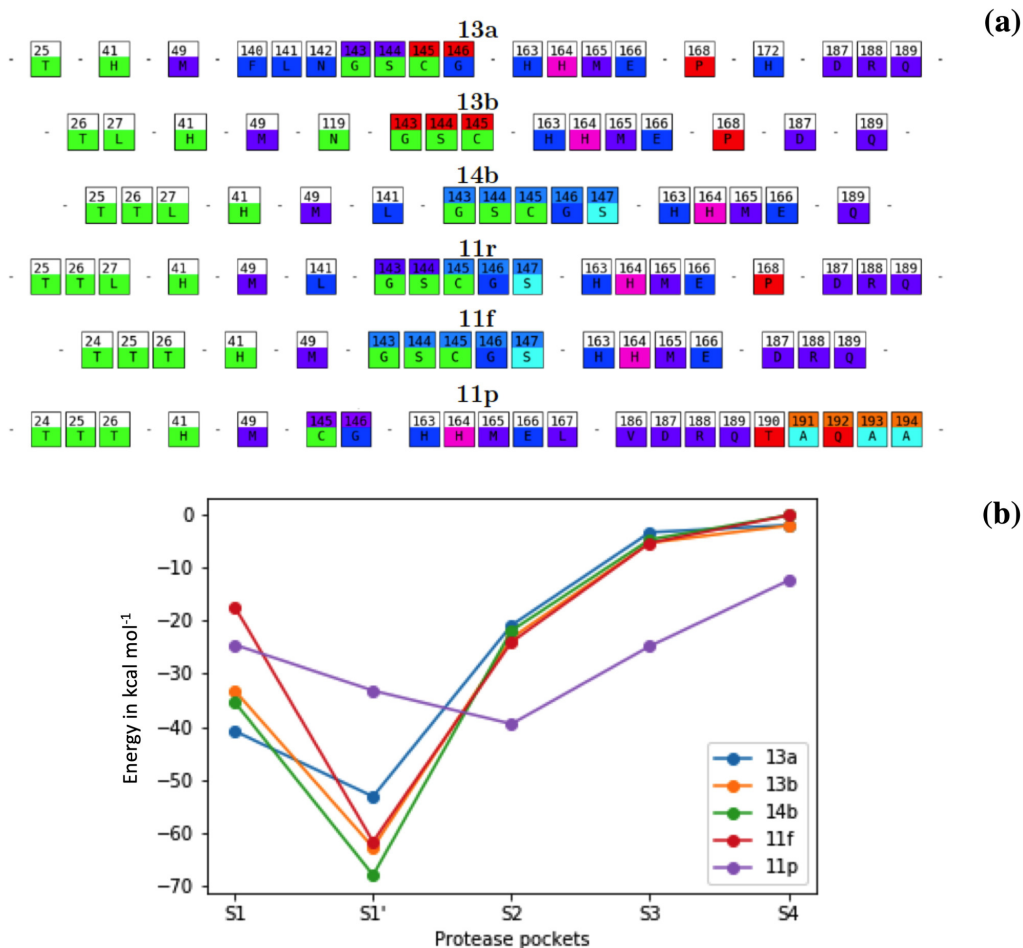 (a)
13a
25 41 49 140 141 142 143 144 145 146 163 164 165 166 168 172 187 188 189
- T - H - M - F L N G S C G - H H M E - P - H - D R Q -
13b
26 27 41 49 119 143 144 145 163 164 165 166 168 187 189
- T L - H - M - N - G S C - H H M E - P - D - Q -
14b
25 26 27 41 49 141 143 144 145 146 147 163 164 165 166 189
- T T L - H - M - L - G S C G S - H H M E - Q -
11r
25 26 27 41 49 141 143 144 145 146 147 163 164 165 166 168 187 188 189
- T T L - H - M - L - G S C G S - H H M E - P - D R Q -
11f
24 25 26 41 49 143 144 145 146 147 163 164 165 166 187 188 189
- T T T - H - M - G S C G S - H H M E - D R Q -
11p
24 25 26 41 49 145 146 163 164 165 166 167 186 187 188 189 190 191 192 193 194
- T T T - H - M - C G - H H M E L - V D R Q T A Q A A -
(b)
0
−10
−20
−30
−40
−50
−60
−70
Energy in kcal mol-1
13a
13b
14b
11f
11p
S1 S1' S2 S3 S4
Protease pockets